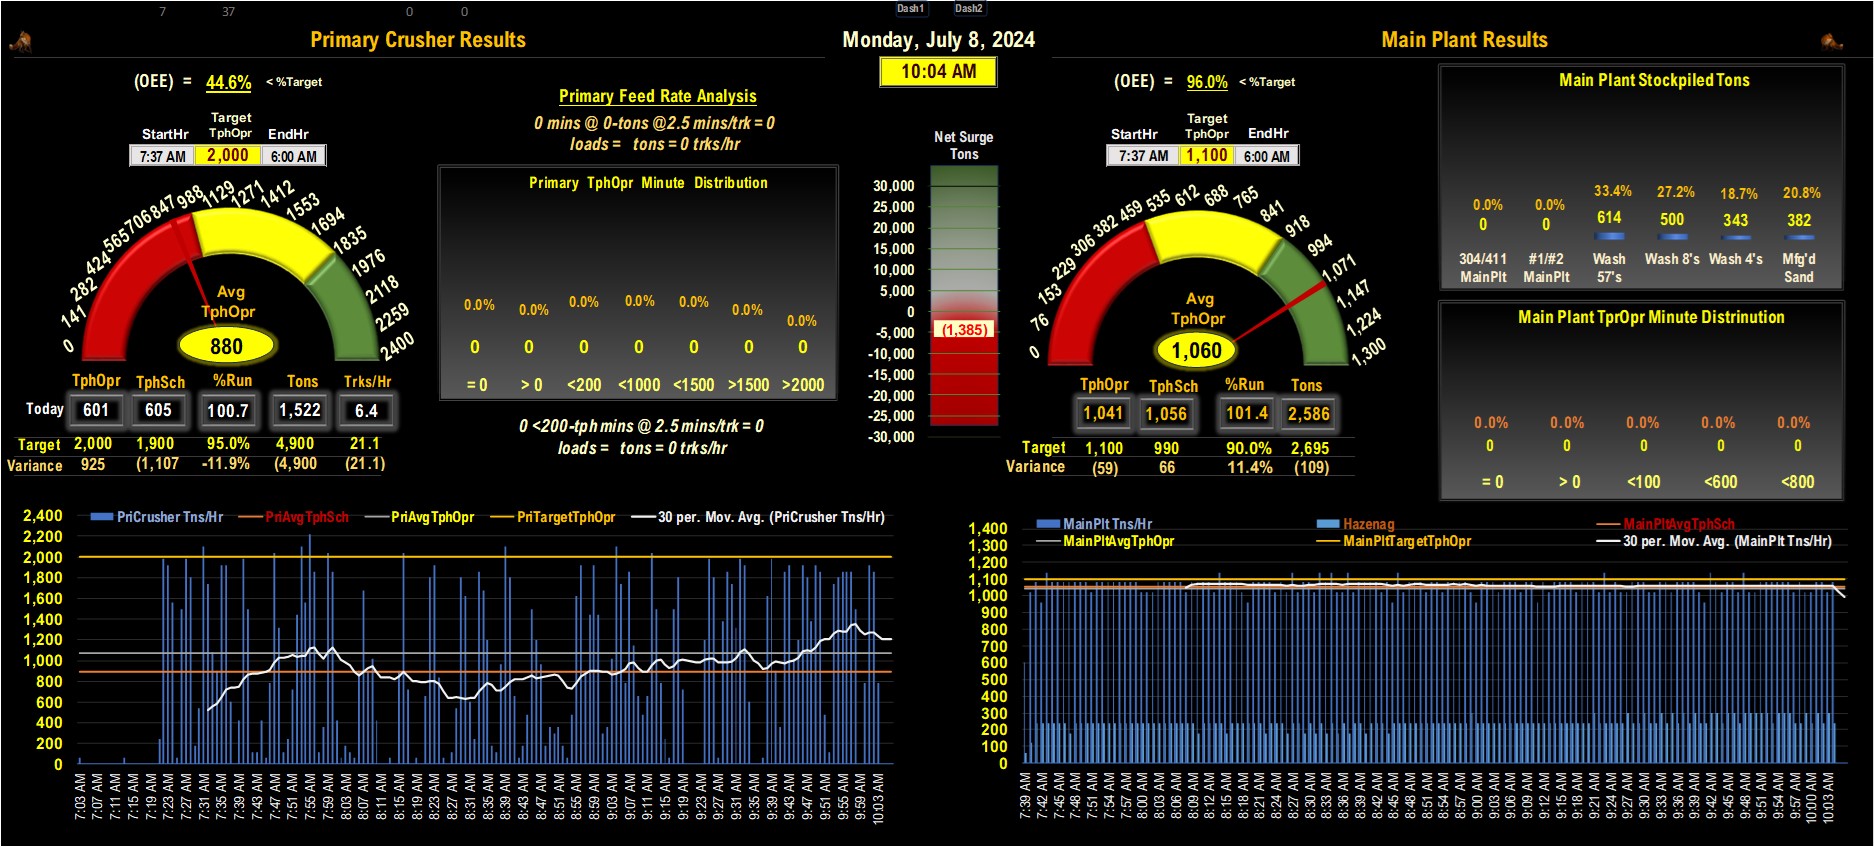 7 37 0 0 Dash1 Dash2
Primary Crusher Results
Monday, July 8, 2024
Main Plant Results
10:04 AM
(OEE) = 44.6% < %Target
Target
StartHr TphOpr EndHr
7:37 AM 2,000 6:00 AM
0 141 282 424 565 706 847 988 1129 1271 1412 1553 1694 1835 1976 2118 2259 2400
Avg
TphOpr
880
TphOpr TphSch %Run Tons Trks/Hr
Today 601 605 100.7 1,522 6.4
Target 2,000 1,900 95.0% 4,900 21.1
Variance 925 (1,107 -11.9% (4,900 (21.1)
Primary Feed Rate Analysis
0 mins @ 0-tons @2.5 mins/trk = 0
loads = tons = 0 trks/hr
Primary TphOpr Minute Distribution
0.0% 0.0% 0.0% 0.0% 0.0% 0.0% 0.0%
0 0 0 0 0 0 0
= 0 > 0 <200 <1000 <1500 >1500 >2000
0 <200-tph mins @ 2.5 mins/trk = 0
loads = tons = 0 trks/hr
Net Surge
Tons
30,000
25,000
20,000
15,000
10,000
5,000
0
-5,000
-10,000
-15,000
-20,000
-25,000
-30,000
(1,385)
(OEE) = 96.0% < %Target
Target
StartHr TphOpr EndHr
7:37 AM 1,100 6:00 AM
0 76 153 229 306 382 459 535 612 688 765 841 918 994 1,071 1,147 1,224 1,300
Avg
TphOpr
1,060
TphOpr TphSch %Run Tons
1,041 1,056 101.4 2,586
Target 1,100 990 90.0% 2,695
Variance (59) 66 11.4% (109)
Main Plant Stockpiled Tons
0.0% 0.0% 33.4% 27.2% 18.7% 20.8%
0 0 614 500 343 382
304/411 #1/#2 Wash Wash 8's Wash 4's Mfg'd
MainPlt MainPlt 57's Sand
Main Plant TprOpr Minute Distrinution
0.0% 0.0% 0.0% 0.0% 0.0%
0 0 0 0 0
= 0 > 0 <100 <600 <800
PriCrusher Tns/Hr PriAvgTphSch PriAvgTphOpr PriTargetTphOpr 30 per. Mov. Avg. (PriCrusher Tns/Hr)
2,400
2,200
2,000
1,800
1,600
1,400
1,200
1,000
800
600
400
200
0
7:03 AM 7:07 AM 7:11 AM 7:15 AM 7:19 AM 7:23 AM 7:27 AM 7:31 AM 7:35 AM 7:39 AM 7:43 AM 7:47 AM 7:51 AM 7:55 AM 7:59 AM 8:03 AM 8:07 AM 8:11 AM 8:15 AM 8:19 AM 8:23 AM 8:27 AM 8:31 AM 8:35 AM 8:39 AM 8:43 AM 8:47 AM 8:51 AM 8:55 AM 8:59 AM 9:03 AM 9:07 AM 9:11 AM 9:15 AM 9:19 AM 9:23 AM 9:27 AM 9:31 AM 9:35 AM 9:39 AM 9:43 AM 9:47 AM 9:51 AM 9:55 AM 9:59 AM 10:03 AM
MainPlt Tns/Hr Hazenag MainPltAvgTphSch
MainPltAvgTphOpr MainPltTargetTphOpr 30 per. Mov. Avg. (MainPlt Tns/Hr)
1,400
1,300
1,200
1,100
1,000
900
800
700
600
500
400
300
200
100
0
7:39 AM 7:42 AM 7:45 AM 7:48 AM 7:51 AM 7:54 AM 7:57 AM 8:00 AM 8:03 AM 8:06 AM 8:09 AM 8:12 AM 8:15 AM 8:18 AM 8:21 AM 8:24 AM 8:27 AM 8:30 AM 8:33 AM 8:36 AM 8:39 AM 8:42 AM 8:45 AM 8:48 AM 8:51 AM 8:54 AM 8:57 AM 9:00 AM 9:03 AM 9:06 AM 9:09 AM 9:12 AM 9:15 AM 9:18 AM 9:21 AM 9:24 AM 9:27 AM 9:30 AM 9:33 AM 9:36 AM 9:39 AM 9:42 AM 9:45 AM 9:48 AM 9:51 AM 9:54 AM 9:57 AM 10:00 AM 10:03 AM